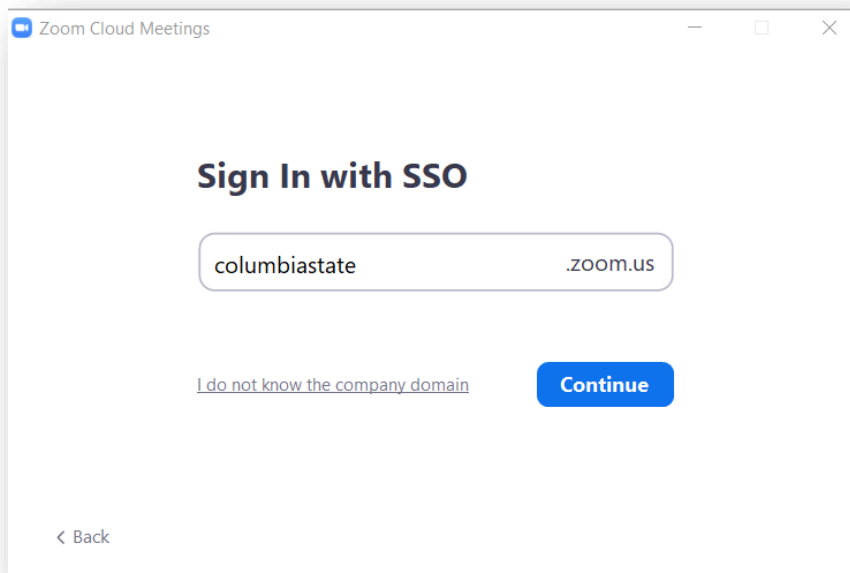 Zoom Cloud Meetings
Sign In with SSO
columbiastate .zoom.us
I do not know the company domain
Continue
Back